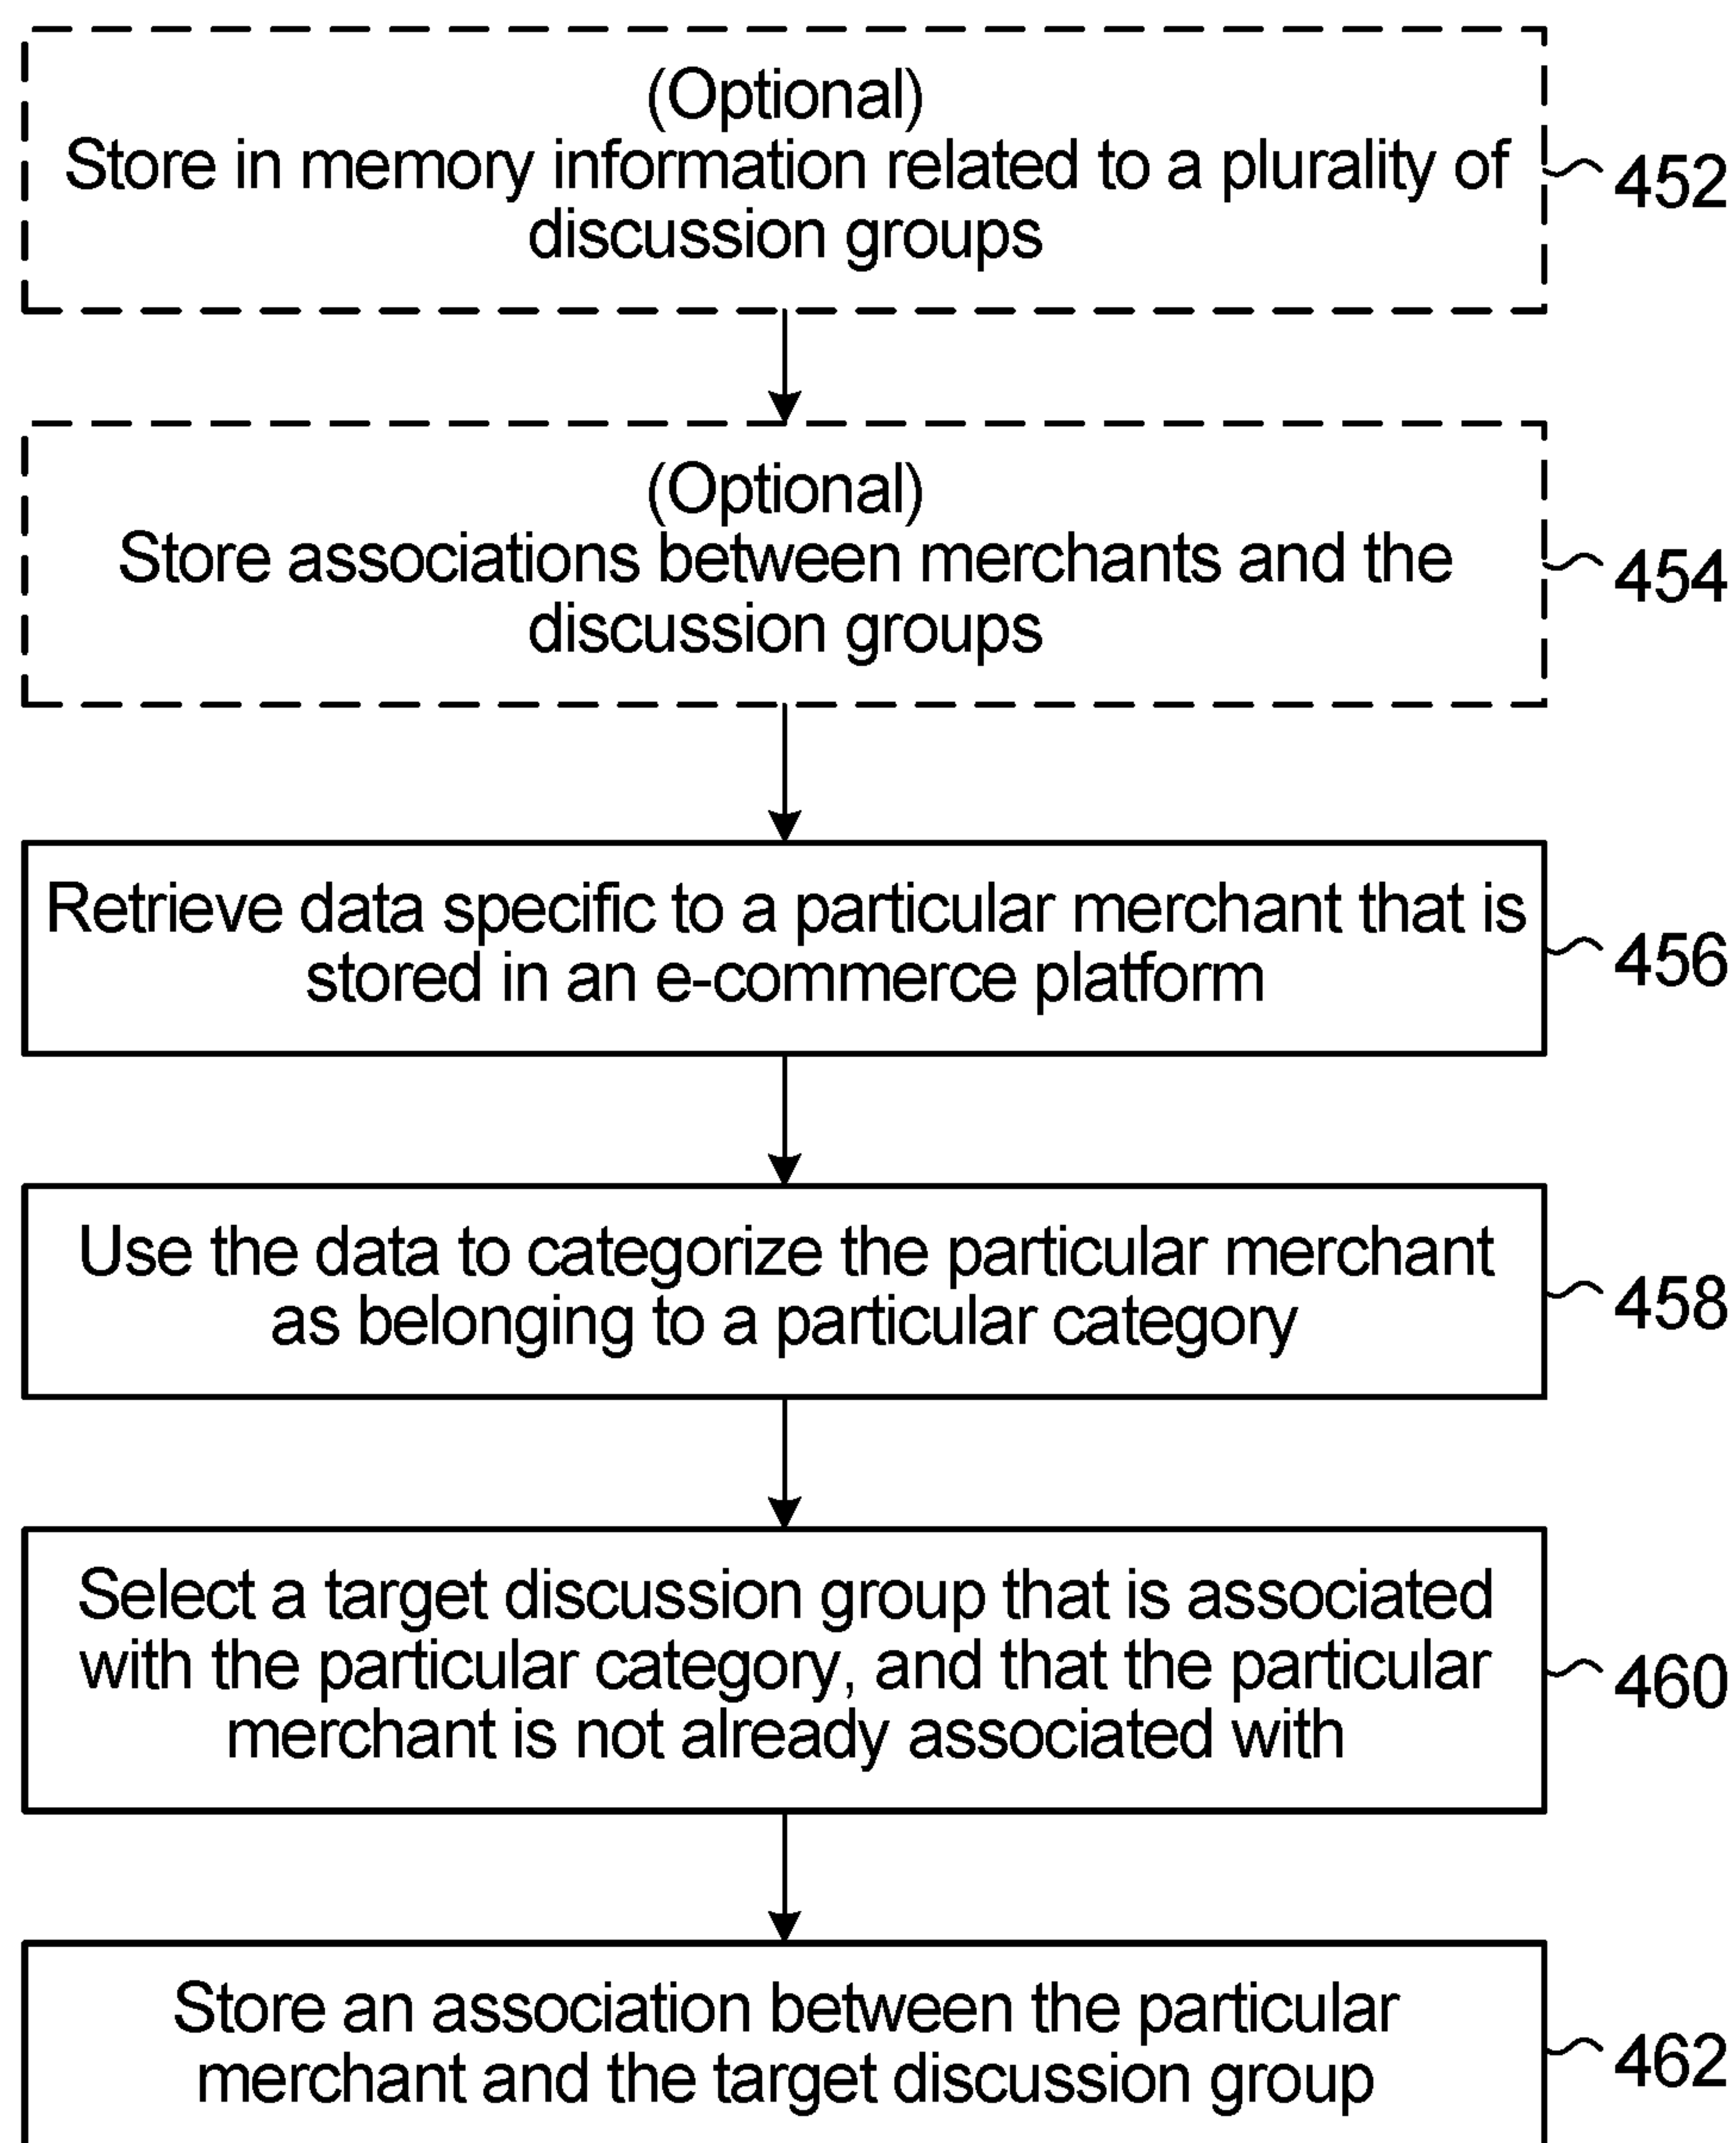 (Optional)
Store in memory information related to a plurality of
discussion groups
452
(Optional)
Store associations between merchants and the
discussion groups
454
Retrieve data specific to a particular merchant that is
stored in an e-commerce platform
456
Use the data to categorize the particular merchant
as belonging to a particular category
458
Select a target discussion group that is associated
with the particular category, and that the particular
merchant is not already associated with
460
Store an association between the particular
merchant and the target discussion group
462